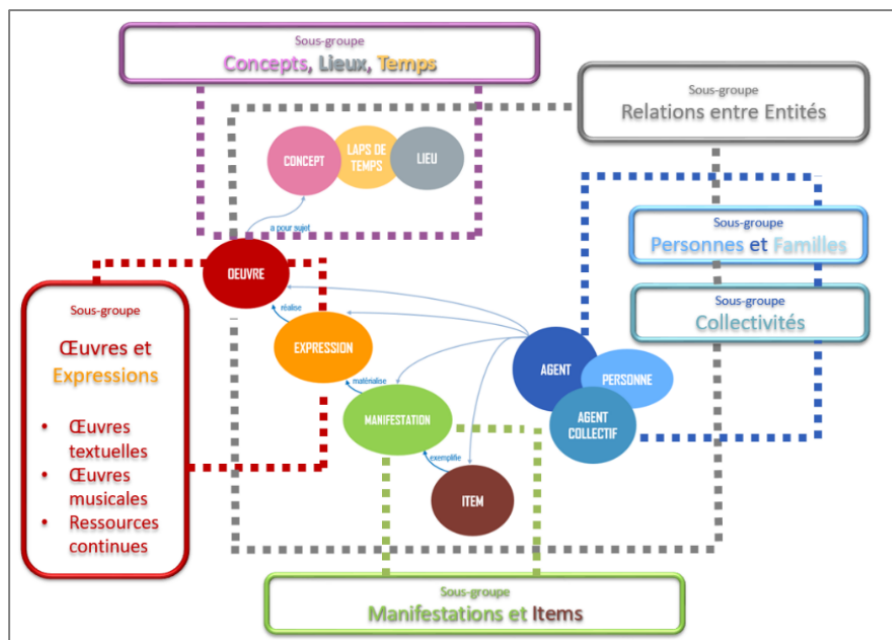 Sous-groupe
Concepts, Lieux, Temps
Sous-groupe
Relations entre Entités
CONCEPT
LAPS DE
TEMPS
LIEU
a pour sujet
Sous-groupe
Personnes et Familles
OEUVRE
Sous-groupe
Collectivités
réalise
Sous-groupe
Œuvres et
Expressions
• Œuvres
textuelles
• Œuvres
musicales
• Ressources
continues
EXPRESSION
matérialise
AGENT
PERSONNE
AGENT
COLLECTIF
MANIFESTATION
exemplifie
ITEM
Sous-groupe
Manifestations et Items